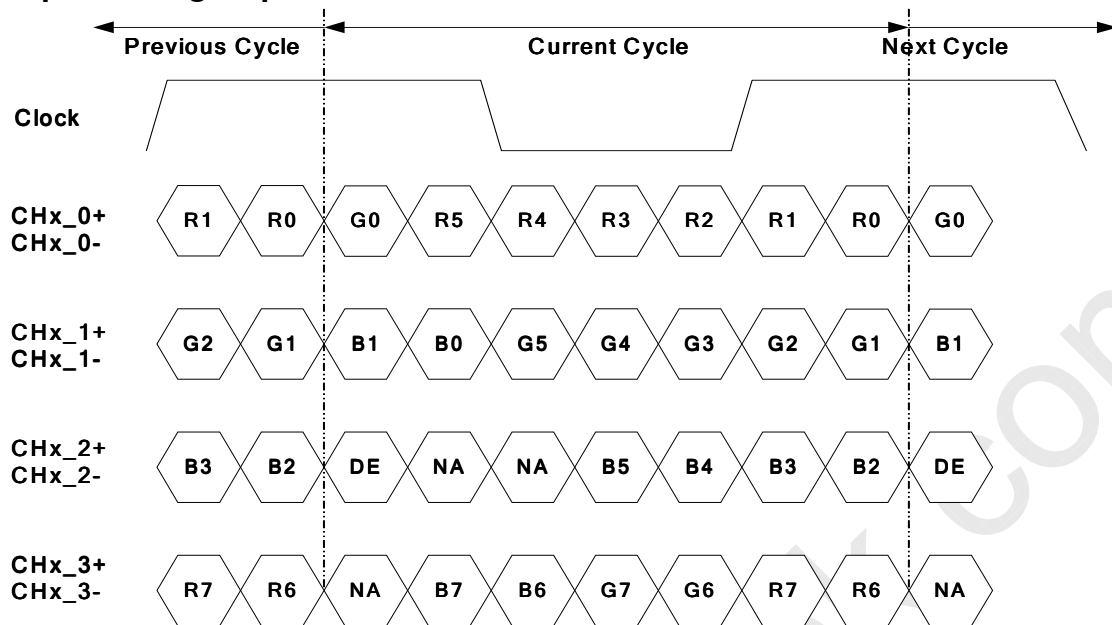 Previous Cycle Current Cycle Next Cycle
Clock
CHx_0+
CHx_0-
R1 R0 G0 R5 R4 R3 R2 R1 R0 G0
CHx_1+
CHx_1-
G2 G1 B1 B0 G5 G4 G3 G2 G1 B1
CHx_2+
CHx_2-
B3 B2 DE NA NA B5 B4 B3 B2 DE
CHx_3+
CHx_3-
R7 R6 NA B7 B6 G7 G6 R7 R6 NA